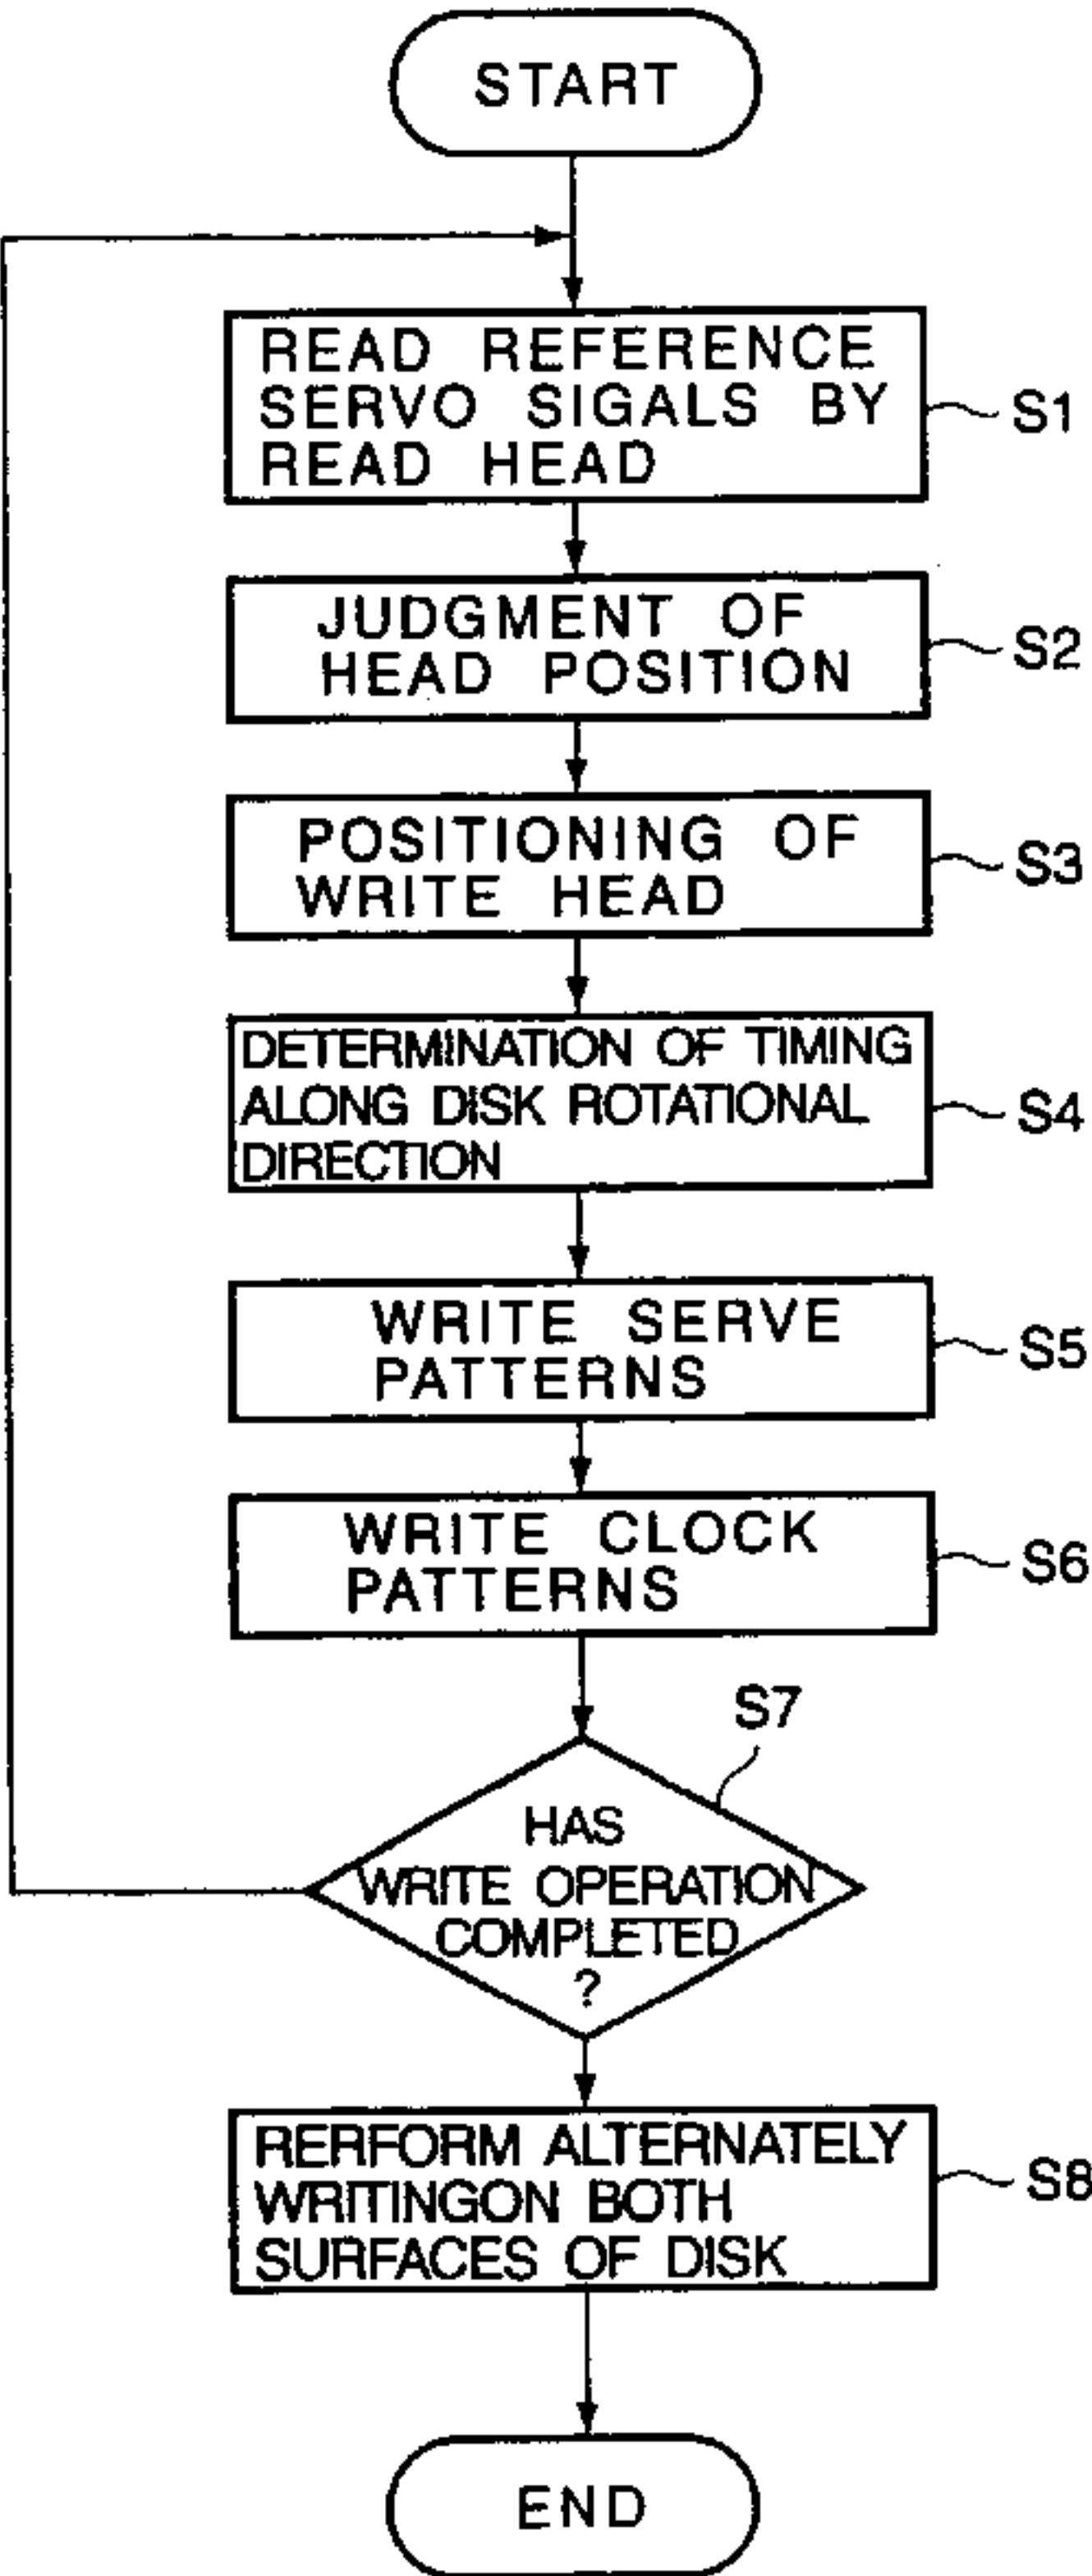 START
READ REFERENCE
SERVO SIGALS BY
READ HEAD
S1
JUDGMENT OF
HEAD POSITION
S2
POSITIONING OF
WRITE HEAD
S3
DETERMINATION OF TIMING
ALONG DISK ROTATIONAL
DIRECTION
S4
WRITE SERVE
PATTERNS
S5
WRITE CLOCK
PATTERNS
S6
S7
HAS
WRITE OPERATION
COMPLETED
?
RERFORM ALTERNATELY
WRITINGON BOTH
SURFACES OF DISK
S8
END